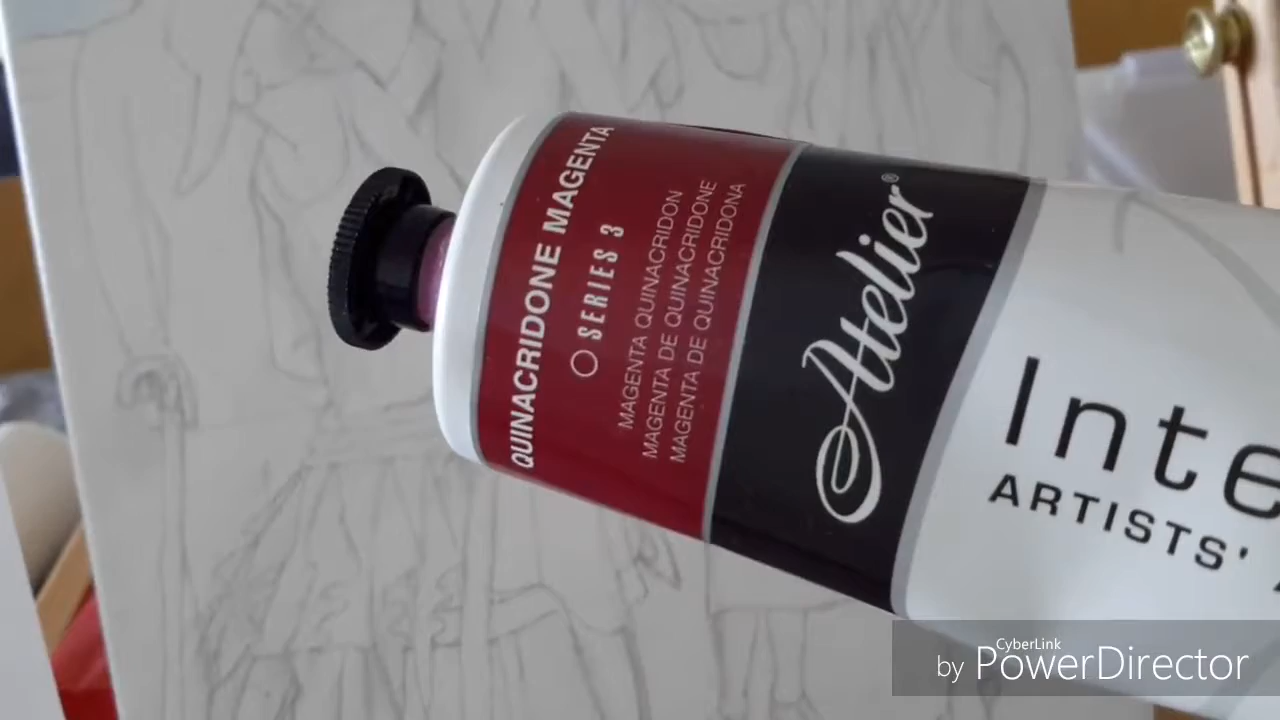 QUINACRIDONE MAGENTA
SERIES 3
MAGENTA QUINACRIDON
MAGENTA DE QUINACRIDONE
MAGENTA DE QUINACRIDONA
Atelier®
Inte
ARTISTS'
CyberLink
by PowerDirector